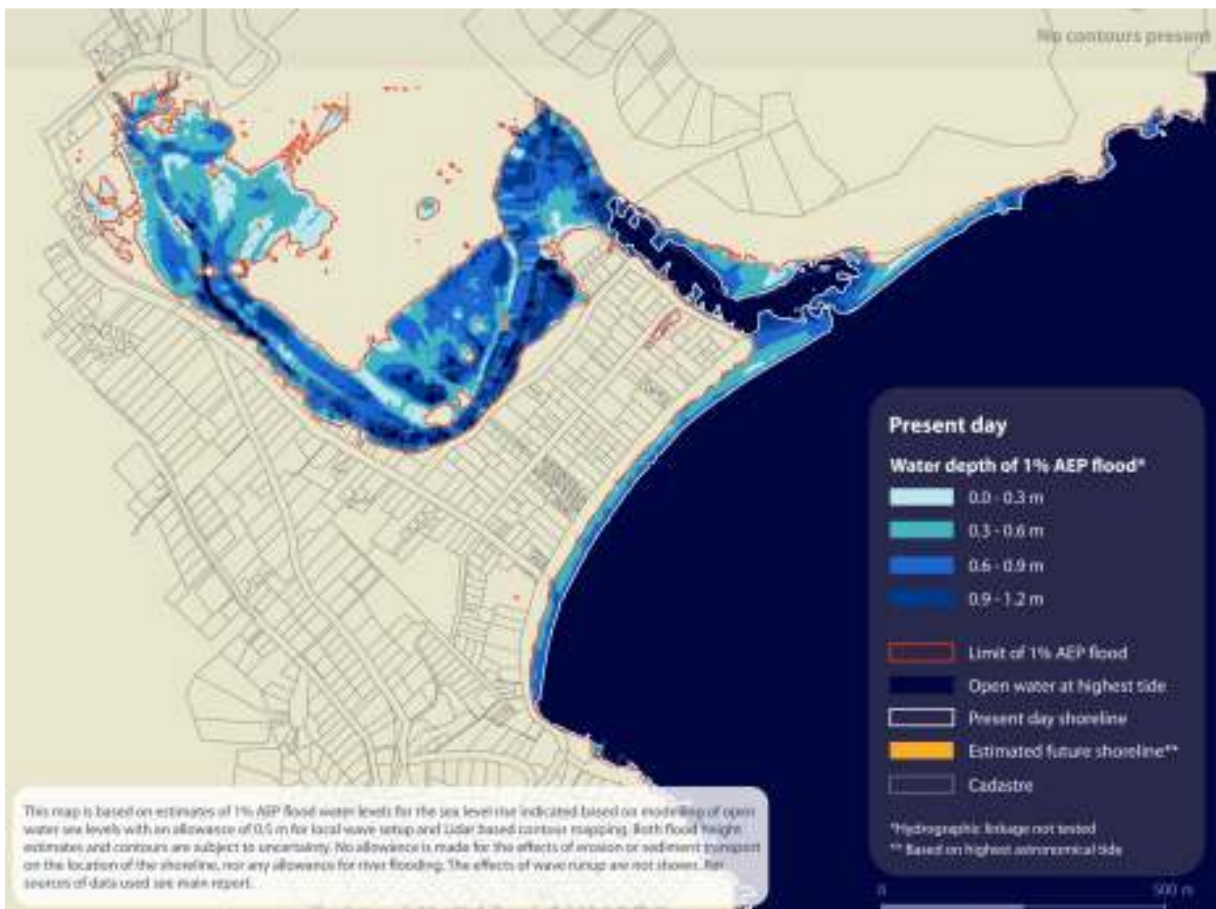 No contours present
Present day
Water depth of 1% AEP flood*
0.0 - 0.3 m
0.3 - 0.6 m
0.6 - 0.9 m
0.9 - 1.2 m
Limit of 1% AEP flood
Open water at highest tide
Present day shoreline
Estimated future shoreline**
Cadastre
*Hydrographic linkage not tested
** Based on highest astronomical tide
0 500 m
This map is based on estimates of 1% AEP flood water levels for the sea level rise indicated based on modelling of open
water sea levels with an allowance of 0.5 m for local wave setup and Lidar based contour mapping. Both flood height
estimates and contours are subject to uncertainty. No allowance is made for the effects of erosion or sediment transport
on the location of the shoreline, nor any allowance for river flooding. The effects of wave runup are not shown. For
sources of data used see main report.